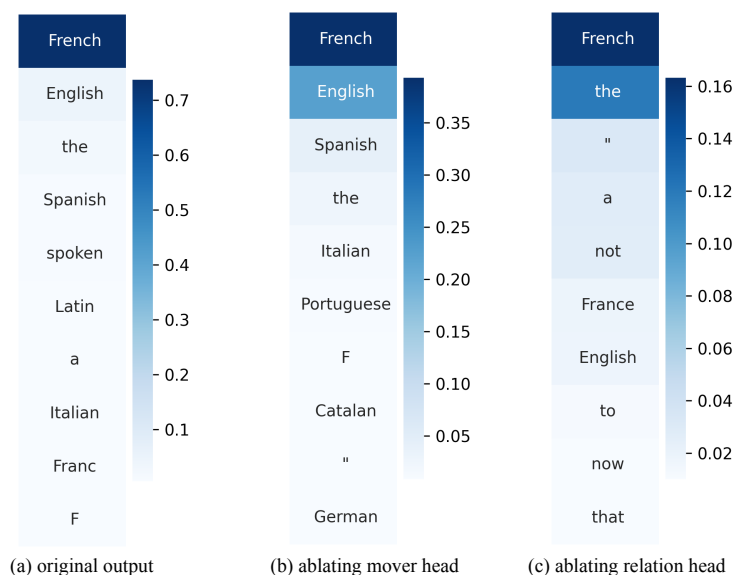 French
English
the
Spanish
spoken
Latin
a
Italian
Franc
F
0.7
0.6
0.5
0.4
0.3
0.2
0.1
(a) original output
French
English
Spanish
the
Italian
Portuguese
F
Catalan
"
German
0.35
0.30
0.25
0.20
0.15
0.10
0.05
(b) ablating mover head
French
the
"
a
not
France
English
to
now
that
0.16
0.14
0.12
0.10
0.08
0.06
0.04
0.02
(c) ablating relation head